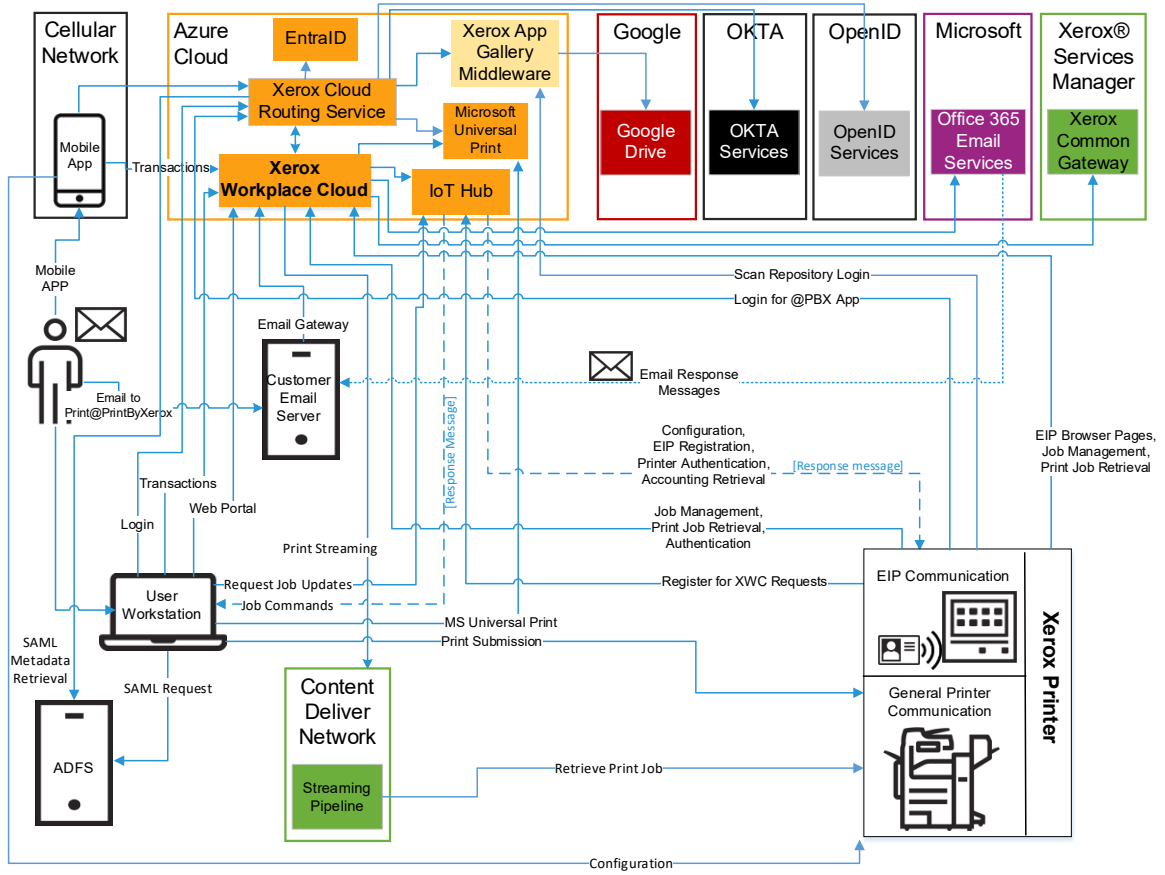 Cellular
Network
Azure
Cloud
EntraID
Xerox App
Gallery
Middleware
Google
OKTA
OpenID
Microsoft
Xerox®
Services
Manager
Xerox Cloud
Routing Service
Microsoft
Universal
Print
Google
Drive
OKTA
Services
OpenID
Services
Office 365
Email
Services
Xerox
Common
Gateway
Mobile
App
Transactions
Xerox
Workplace Cloud
IoT Hub
Mobile
APP
Scan Repository Login
Login for @PBX App
Email Gateway
Customer
Email
Server
Email to
Print@PrintByXerox
Email Response
Messages
[Response Message]
Configuration,
EIP Registration,
Printer Authentication,
Accounting Retrieval
[Response message]
EIP Browser Pages,
Job Management,
Print Job Retrieval
Transactions
Web Portal
Login
Print Streaming
Job Management,
Print Job Retrieval,
Authentication
Request Job Updates
Register for XWC Requests
EIP Communication
User
Workstation
Job Commands
MS Universal Print
Print Submission
Xerox Printer
SAML
Metadata
Retrieval
SAML Request
Content
Deliver
Network
General Printer
Communication
ADFS
Streaming
Pipeline
Retrieve Print Job
Configuration